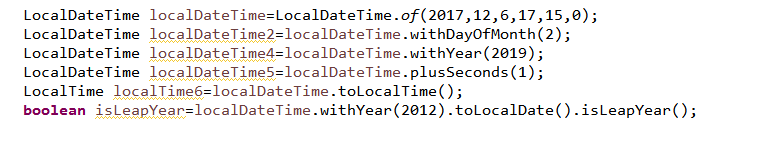 LocalDateTime localDateTime=LocalDateTime.of(2017,12,6,17,15,0);
LocalDateTime localDateTime2=localDateTime.withDayOfMonth(2);
LocalDateTime localDateTime4=localDateTime.withYear(2019);
LocalDateTime localDateTime5=localDateTime.plusSeconds(1);
LocalTime localTime6=localDateTime.toLocalTime();
boolean isLeapYear=localDateTime.withYear(2012).toLocalDate().isLeapYear();